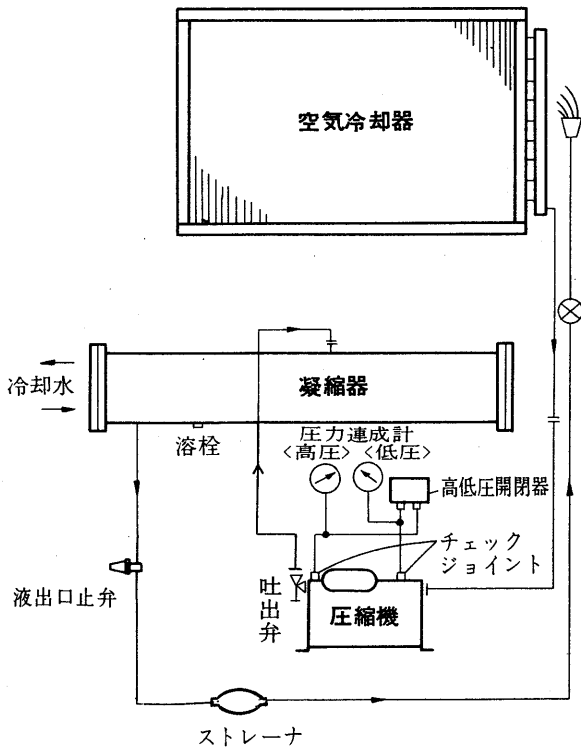 空気冷却器
冷却水
凝縮器
溶栓
圧力連成計
〈高圧〉〈低圧〉
高低圧開閉器
チェック
ジョイント
液出口止弁
吐出弁
圧縮機
ストレーナ